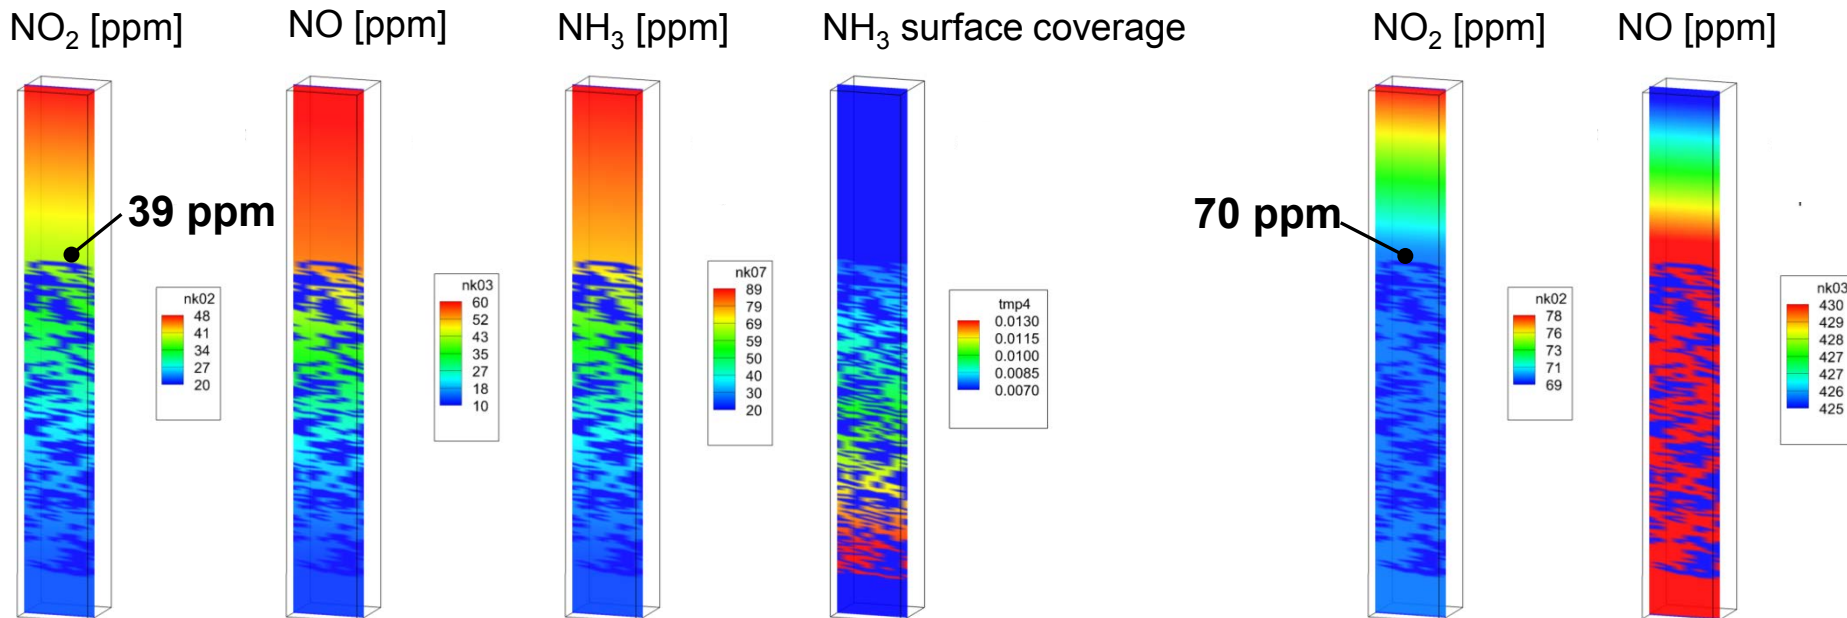 NO₂ [ppm]
NO [ppm]
NH₃ [ppm]
NH₃ surface coverage
NO₂ [ppm]
NO [ppm]
39 ppm
70 ppm
nk02
48
41
34
27
20
nk03
60
52
43
35
27
18
10
nk07
89
79
69
59
50
40
30
20
tmp4
0.0130
0.0115
0.0100
0.0085
0.0070
nk02
78
76
73
71
69
nk03
430
429
428
427
427
426
425